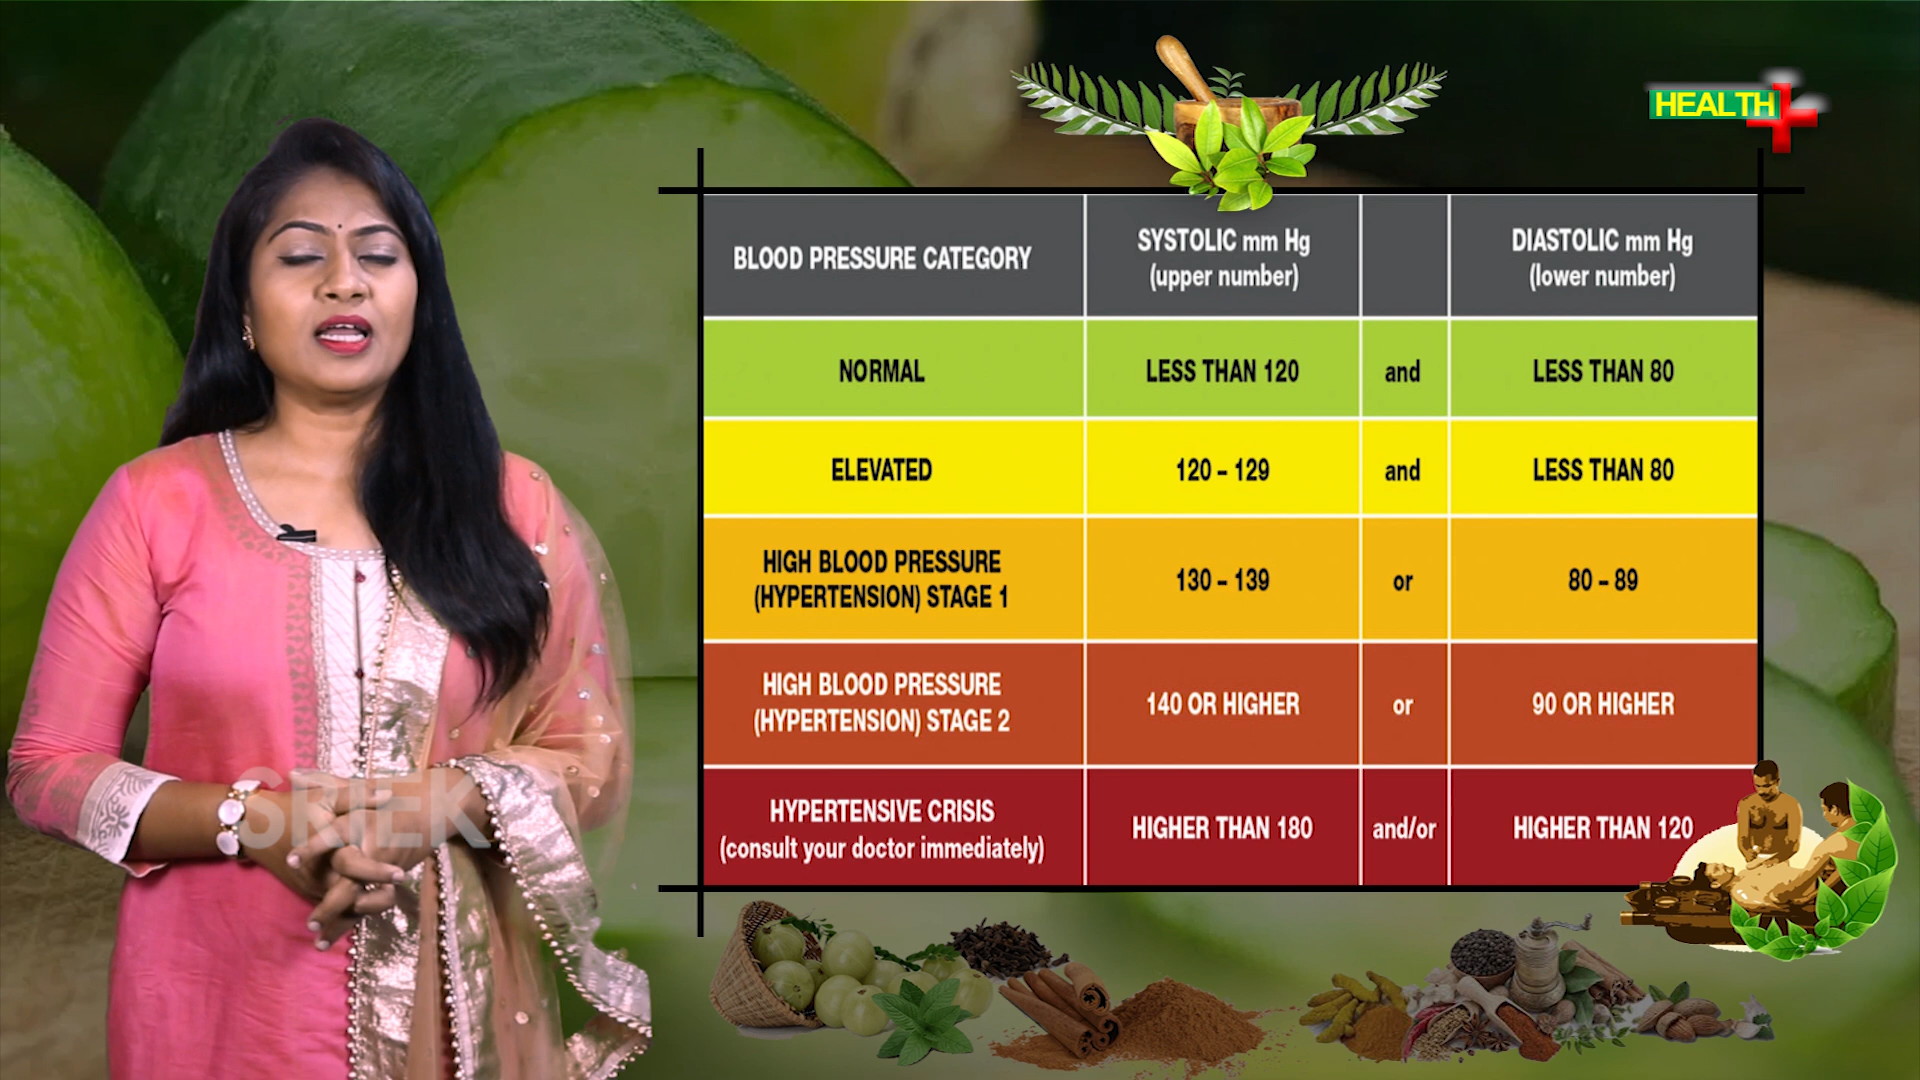 HEALTH
BLOOD PRESSURE CATEGORY
SYSTOLIC mm Hg
(upper number)
DIASTOLIC mm Hg
(lower number)
NORMAL
LESS THAN 120
and
LESS THAN 80
ELEVATED
120 – 129
and
LESS THAN 80
HIGH BLOOD PRESSURE
(HYPERTENSION) STAGE 1
130 – 139
or
80 – 89
HIGH BLOOD PRESSURE
(HYPERTENSION) STAGE 2
140 OR HIGHER
or
90 OR HIGHER
HYPERTENSIVE CRISIS
(consult your doctor immediately)
HIGHER THAN 180
and/or
HIGHER THAN 120